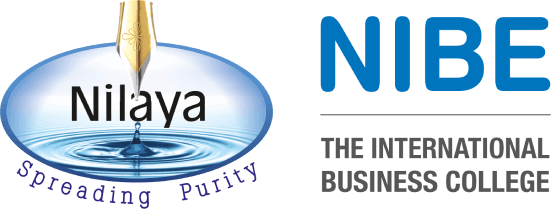 Nilaya
Spreading Purity
NIBE
THE INTERNATIONAL
BUSINESS COLLEGE